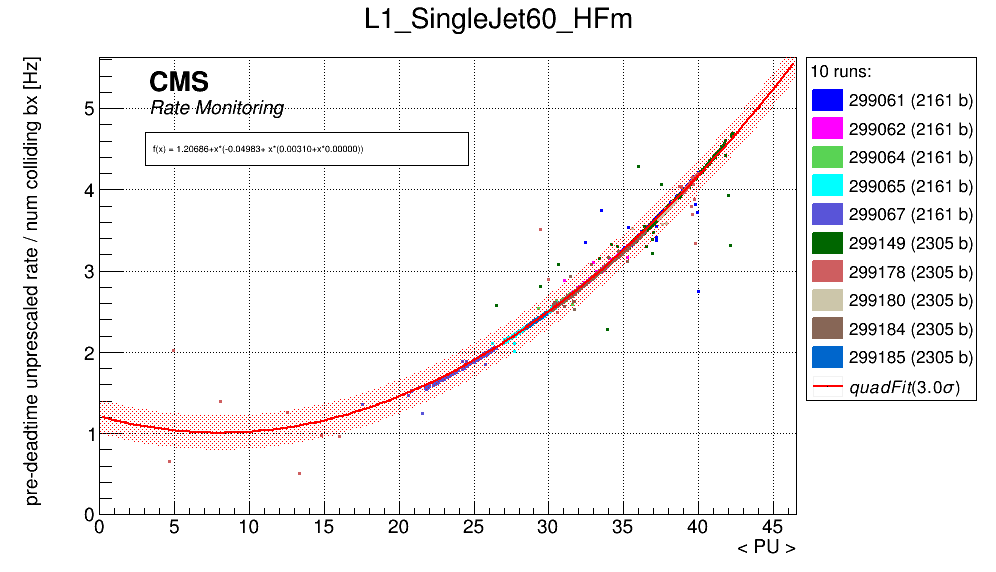 L1_SingleJet60_HFm
pre-deadtime unprescaled rate / num colliding bx [Hz]
CMS
Rate Monitoring
f(x) = 1.20686+x*(-0.04983+ x*(0.00310+x*0.00000))
5
4
3
2
1
0
0 5 10 15 20 25 30 35 40 45
< PU >
10 runs:
299061 (2161 b)
299062 (2161 b)
299064 (2161 b)
299065 (2161 b)
299067 (2161 b)
299149 (2305 b)
299178 (2305 b)
299180 (2305 b)
299184 (2305 b)
299185 (2305 b)
quadFit(3.0σ)